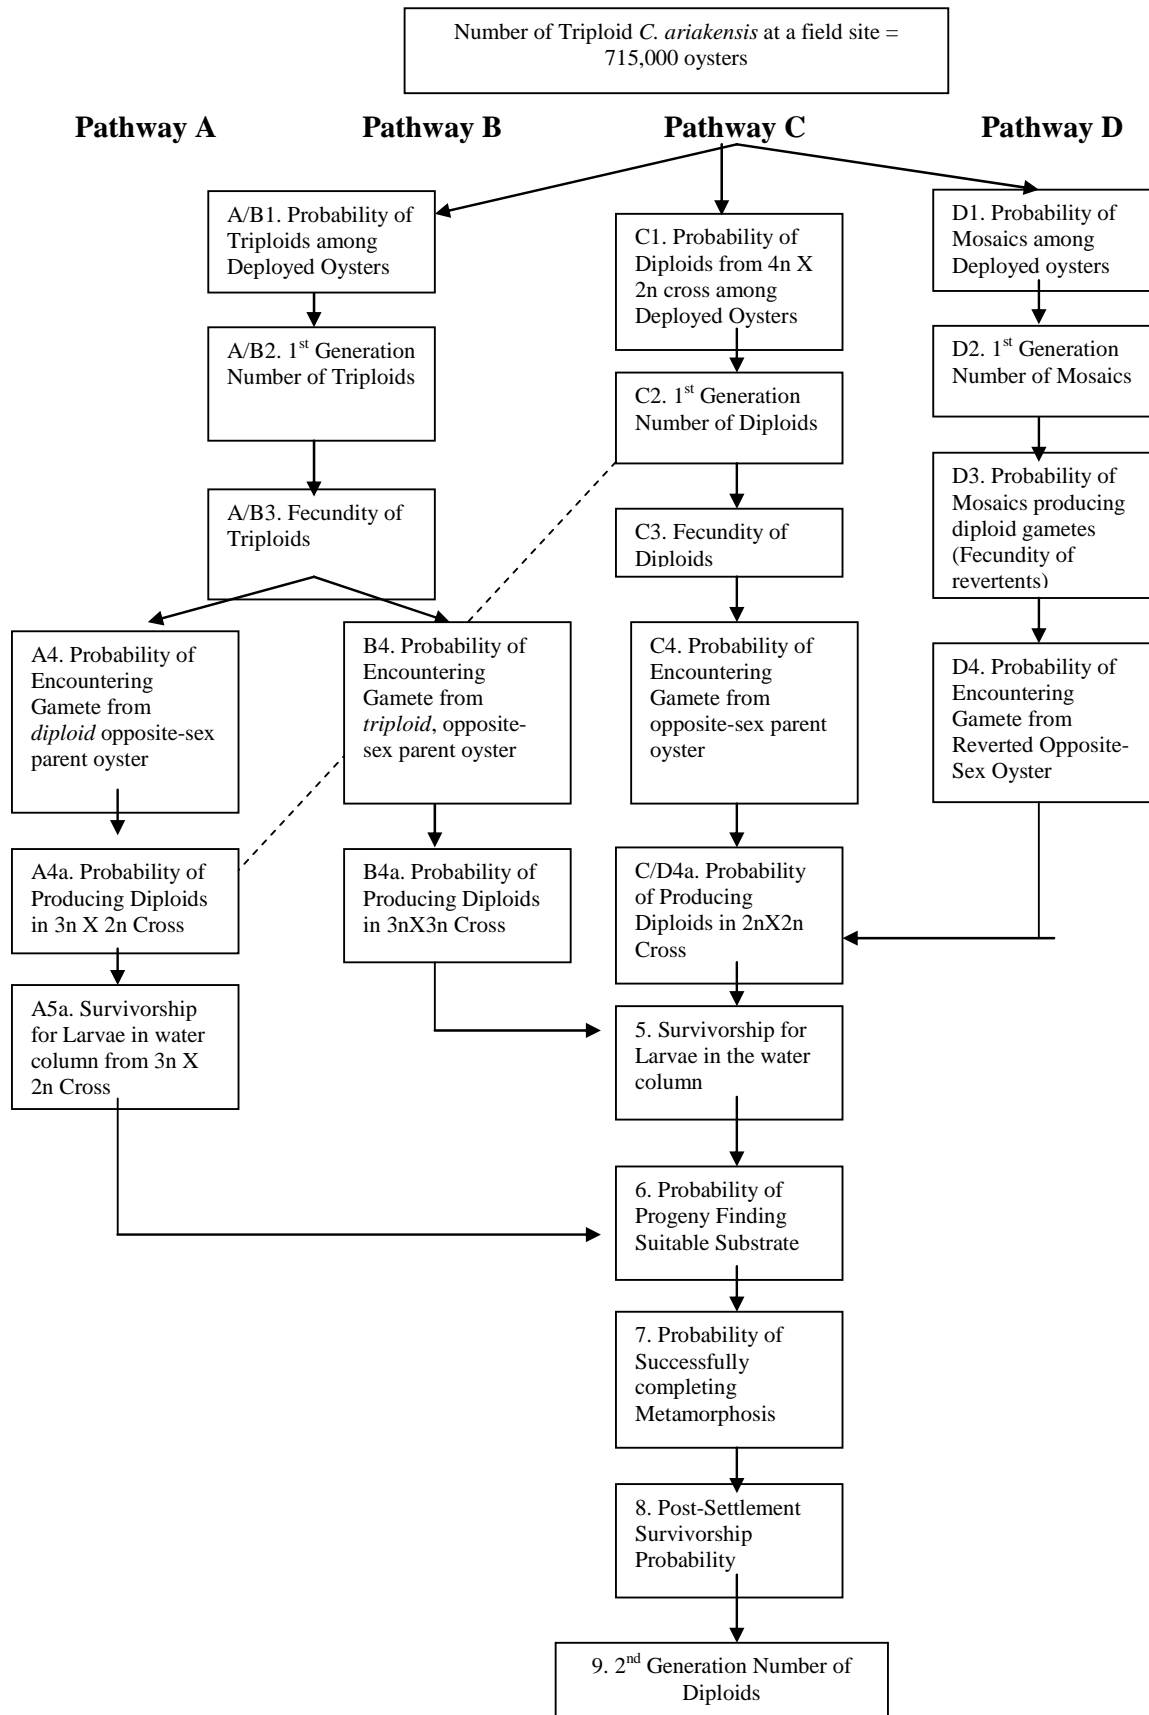 Number of Triploid C. ariakensis at a field site =
715,000 oysters
Pathway A
Pathway B
Pathway C
Pathway D
A/B1. Probability of
Triploids among
Deployed Oysters
A/B2. 1st Generation
Number of Triploids
A/B3. Fecundity of
Triploids
A4. Probability of
Encountering
Gamete from
diploid opposite-sex
parent oyster
A4a. Probability of
Producing Diploids
in 3n X 2n Cross
A5a. Survivorship
for Larvae in water
column from 3n X
2n Cross
B4. Probability of
Encountering
Gamete from
triploid, opposite-
sex parent oyster
B4a. Probability of
Producing Diploids
in 3nX3n Cross
C1. Probability of
Diploids from 4n X
2n cross among
Deployed Oysters
C2. 1st Generation
Number of Diploids
C3. Fecundity of
Diploids
C4. Probability of
Encountering
Gamete from
opposite-sex parent
oyster
C/D4a. Probability
of Producing
Diploids in 2nX2n
Cross
D1. Probability of
Mosaics among
Deployed oysters
D2. 1st Generation
Number of Mosaics
D3. Probability of
Mosaics producing
diploid gametes
(Fecundity of
revertents)
D4. Probability of
Encountering
Gamete from
Reverted Opposite-
Sex Oyster
5. Survivorship for
Larvae in the water
column
6. Probability of
Progeny Finding
Suitable Substrate
7. Probability of
Successfully
completing
Metamorphosis
8. Post-Settlement
Survivorship
Probability
9. 2nd Generation Number of
Diploids